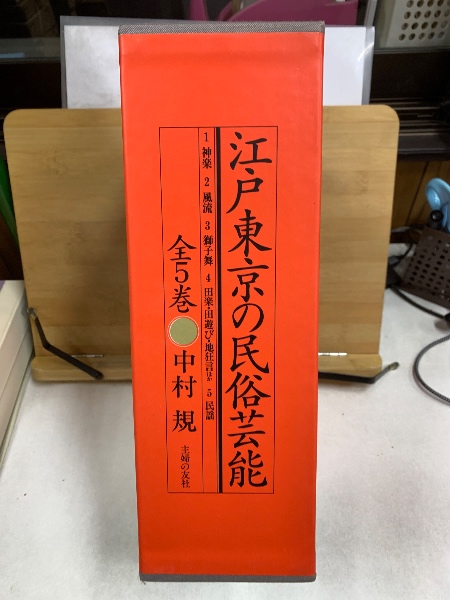 江戸東京の民俗芸能
1 神楽 2 風流 3 獅子舞 4 田楽・田遊び・地狂言ほか 5 民謡
全5巻 中村 規
主婦の友社